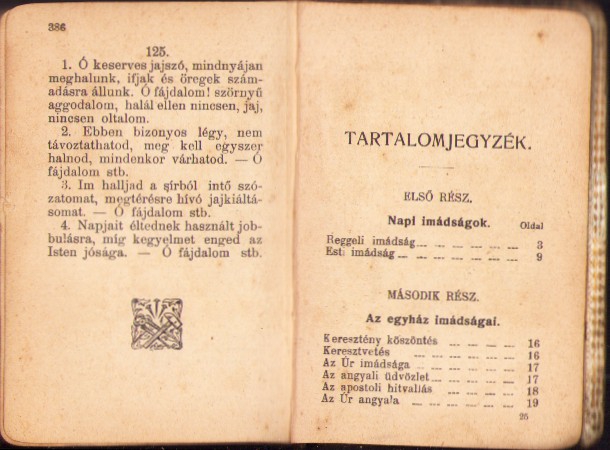 386
125.
1. Ó keserves jajszó, mindnyájan
meghalunk, ifjak és öregek szám-
adásra állunk. Ó fájdalom! szörnyű
aggodalom, halál ellen nincsen, jaj,
nincsen oltalom.
2. Ebben bizonyos légy, nem
távoztathatod, meg kell egyszer
halnod, mindenkor várhatod. — Ó
fájdalom stb.
3. Im halljad a sírból intő szó-
zatomat, megtérésre hívó jajkiáltá-
somat. — Ó fájdalom stb.
4. Napjait éltednek használt job-
bulásra, míg kegyelmet enged az
Isten jósága. — Ó fájdalom stb.
TARTALOMJEGYZÉK.
ELSŐ RÉSZ.
Napi imádságok. Oldal
Reggeli imádság 3
Esti imádság 9
MÁSODIK RÉSZ.
Az egyház imádságai.
Keresztény köszöntés 16
Keresztvetés 16
Az Úr imádsága 17
Az angyali üdvözlet 17
Az apostoli hitvallás 18
Az Úr angyala 19
25